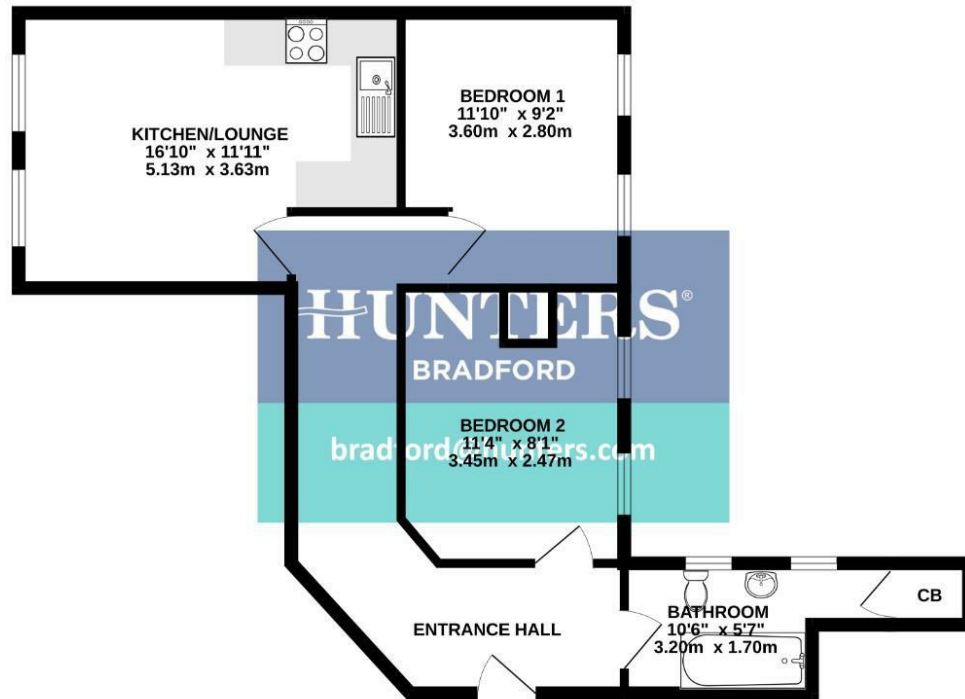 KITCHEN/LOUNGE
16'10" x 11'11"
5.13m x 3.63m
BEDROOM 1
11'10" x 9'2"
3.60m x 2.80m
HUNTERS®
BRADFORD
BEDROOM 2
11'4" x 8'1"
3.45m x 2.47m
bradford@hunters.com
ENTRANCE HALL
BATHROOM
10'6" x 5'7"
3.20m x 1.70m
CB